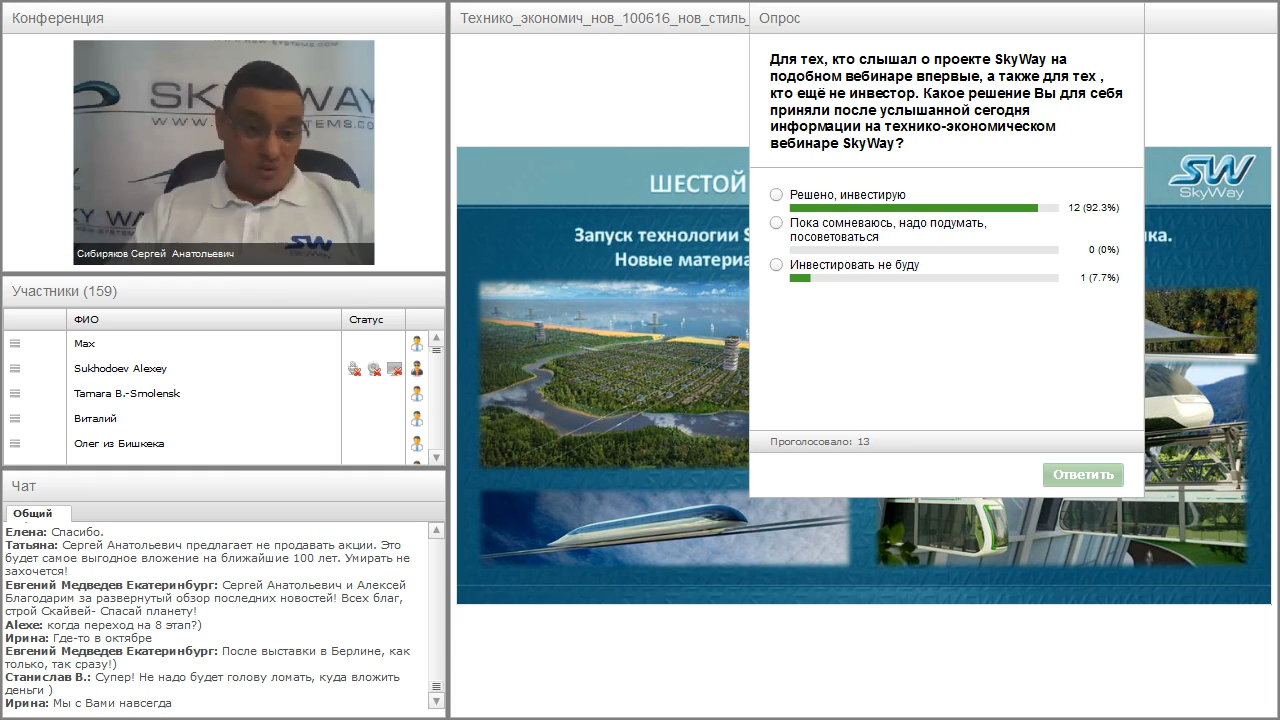 Конференция
SKYWAY
Сибиряков Сергей Анатольевич
Участники (159)
ФИО
Статус
Max
Sukhodoev Alexey
Tamara B.-Smolensk
Виталий
Олег из Бишкека
Чат
Общий
Елена: Спасибо.
Татьяна: Сергей Анатольевич предлагает не продавать акции. Это
будет самое выгодное вложение на ближайшие 100 лет. Умирать не
захочется!
Евгений Медведев Екатеринбург: Сергей Анатольевич и Алексей
Благодарим за развернутый обзор последних новостей! Всех благ,
строй Скайвей- Спасай планету!
Alexe: когда переход на 8 этап?)
Ирина: Где-то в октябре
Евгений Медведев Екатеринбург: После выставки в Берлине, как
только, так сразу!)
Станислав В.: Супер! Не надо будет голову ломать, куда вложить
деньги )
Ирина: Мы с Вами навсегда
Технико_экономич_нов_100616_нов_стиль_
ШЕСТОЙ
Запуск технологии S
Новые материа
ика.
SW
SkyWay
Опрос
Для тех, кто слышал о проекте SkyWay на
подобном вебинаре впервые, а также для тех ,
кто ещё не инвестор. Какое решение Вы для себя
приняли после услышанной сегодня
информации на технико-экономическом
вебинаре SkyWay?
Решено, инвестирую
12 (92.3%)
Пока сомневаюсь, надо подумать,
посоветоваться
0 (0%)
Инвестировать не буду
1 (7.7%)
Проголосовало: 13
Ответить